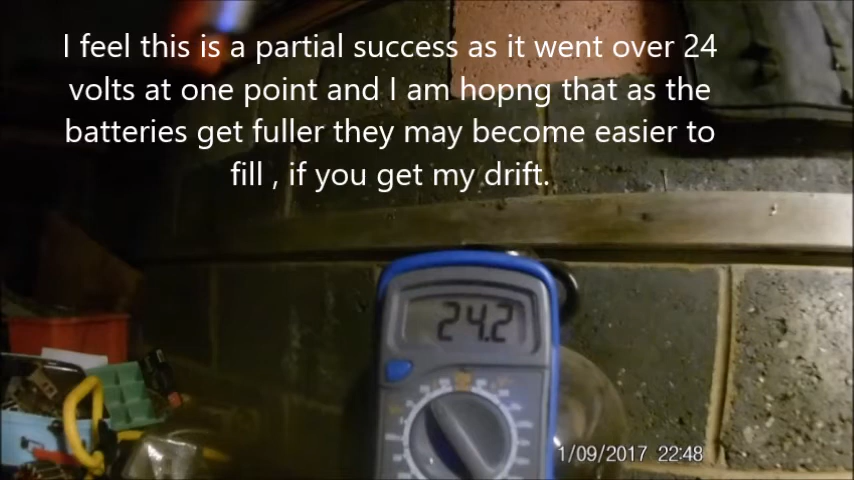 I feel this is a partial success as it went over 24
volts at one point and I am hopng that as the
batteries get fuller they may become easier to
fill , if you get my drift.
24.2
1/09/2017 22:48